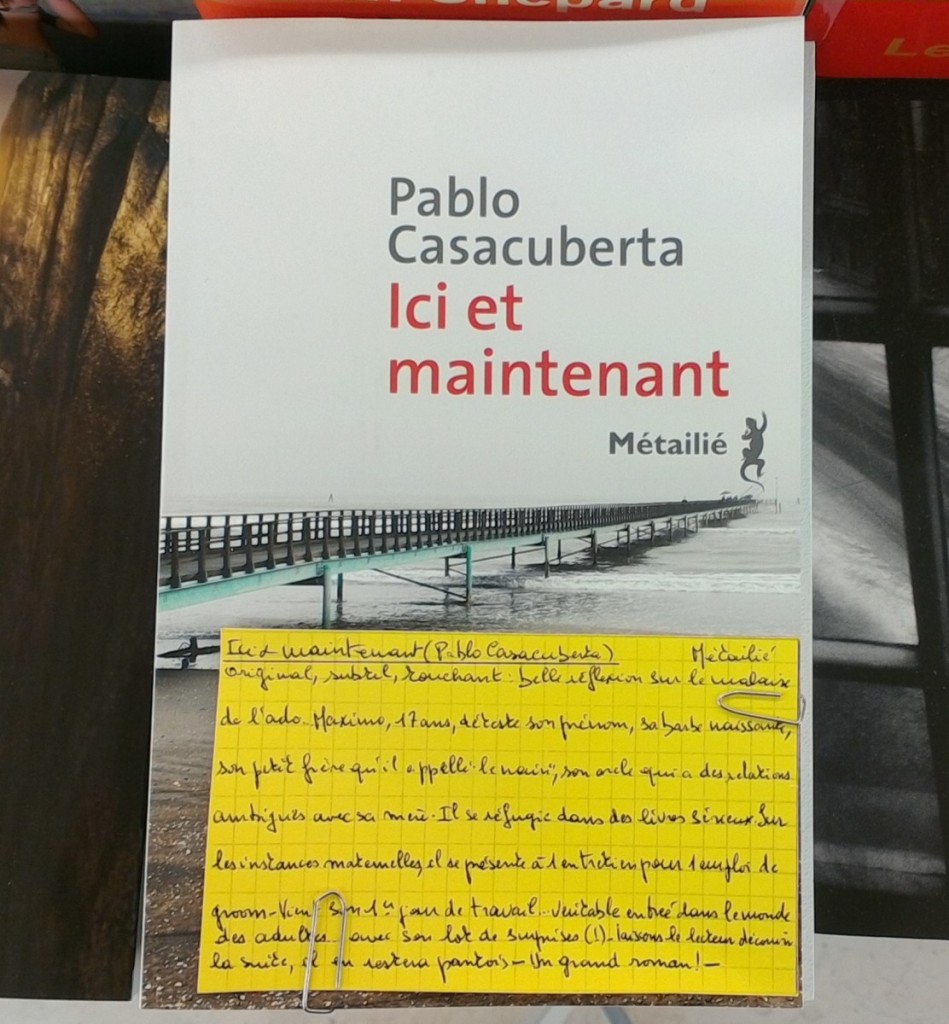 Shepard
Le
Pablo
Casacuberta
Ici et
maintenant
Métailié
Ici & maintenant (Pablo Casacuberta) Métailié
original, subtil, touchant : belle réflexion sur le malaise
de l'ado. Maximo, 17 ans, déteste son prénom, sa barbe naissante,
son petit frère qu'il appelle "le nain", son oncle qui a des relations
ambigues avec sa mère. Il se réfugie dans des livres sérieux. Sur
les instances maternelles, il se présente à 1 entretien pour 1 emploi de
groom - Vient son 1er jour de travail... véritable entrée dans le monde
des adultes avec son lot de surprises (!) - laissons le lecteur découvrir
la suite, il en restera pantois - Un grand roman ! -